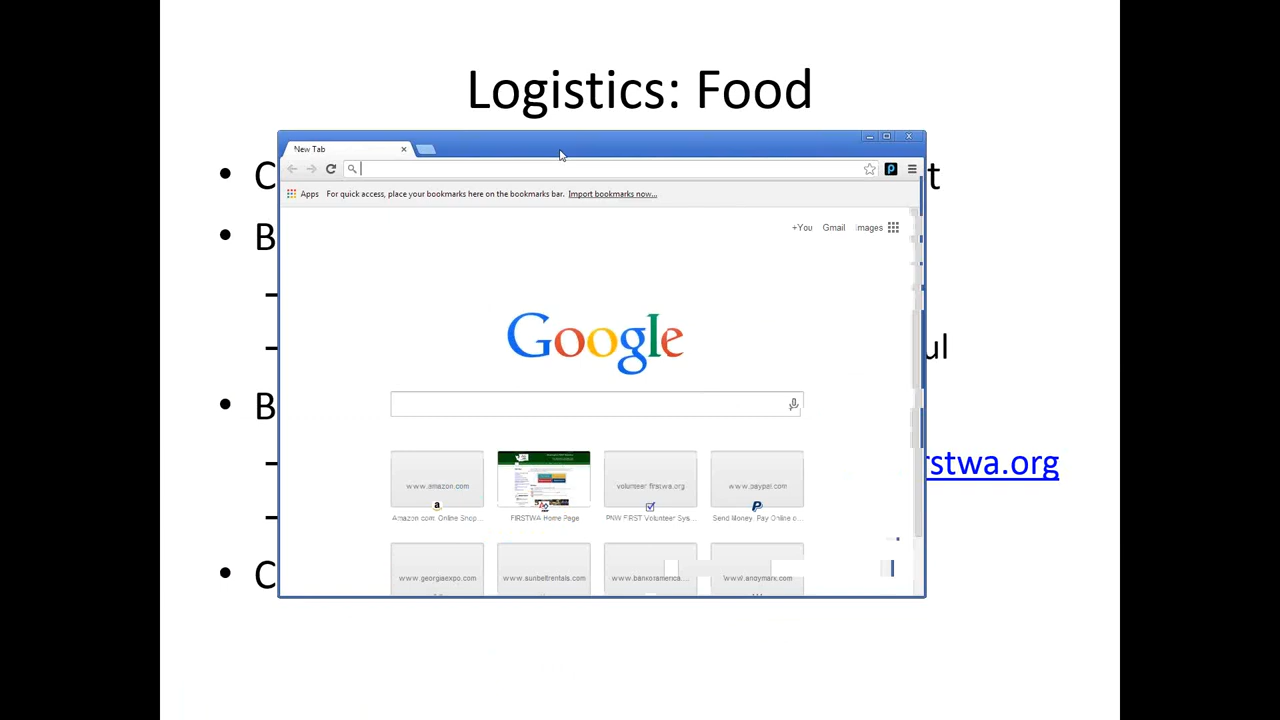 Logistics: Food
New Tab
Apps For quick access, place your bookmarks here on the bookmarks bar. Import bookmarks now...
• C t
• B
+You Gmail Images
Google
– ul
• B
– rstwa.org
www.amazon.com volunteer.firstwa.org www.paypal.com
Amazon.com: Online Shop... FIRSTWA Home Page PNW FIRST Volunteer Sys... Send Money, Pay Online o...
• C
www.georgiaexpo.com www.sunbeltrentals.com www.bankofamerica... www.andymark.com